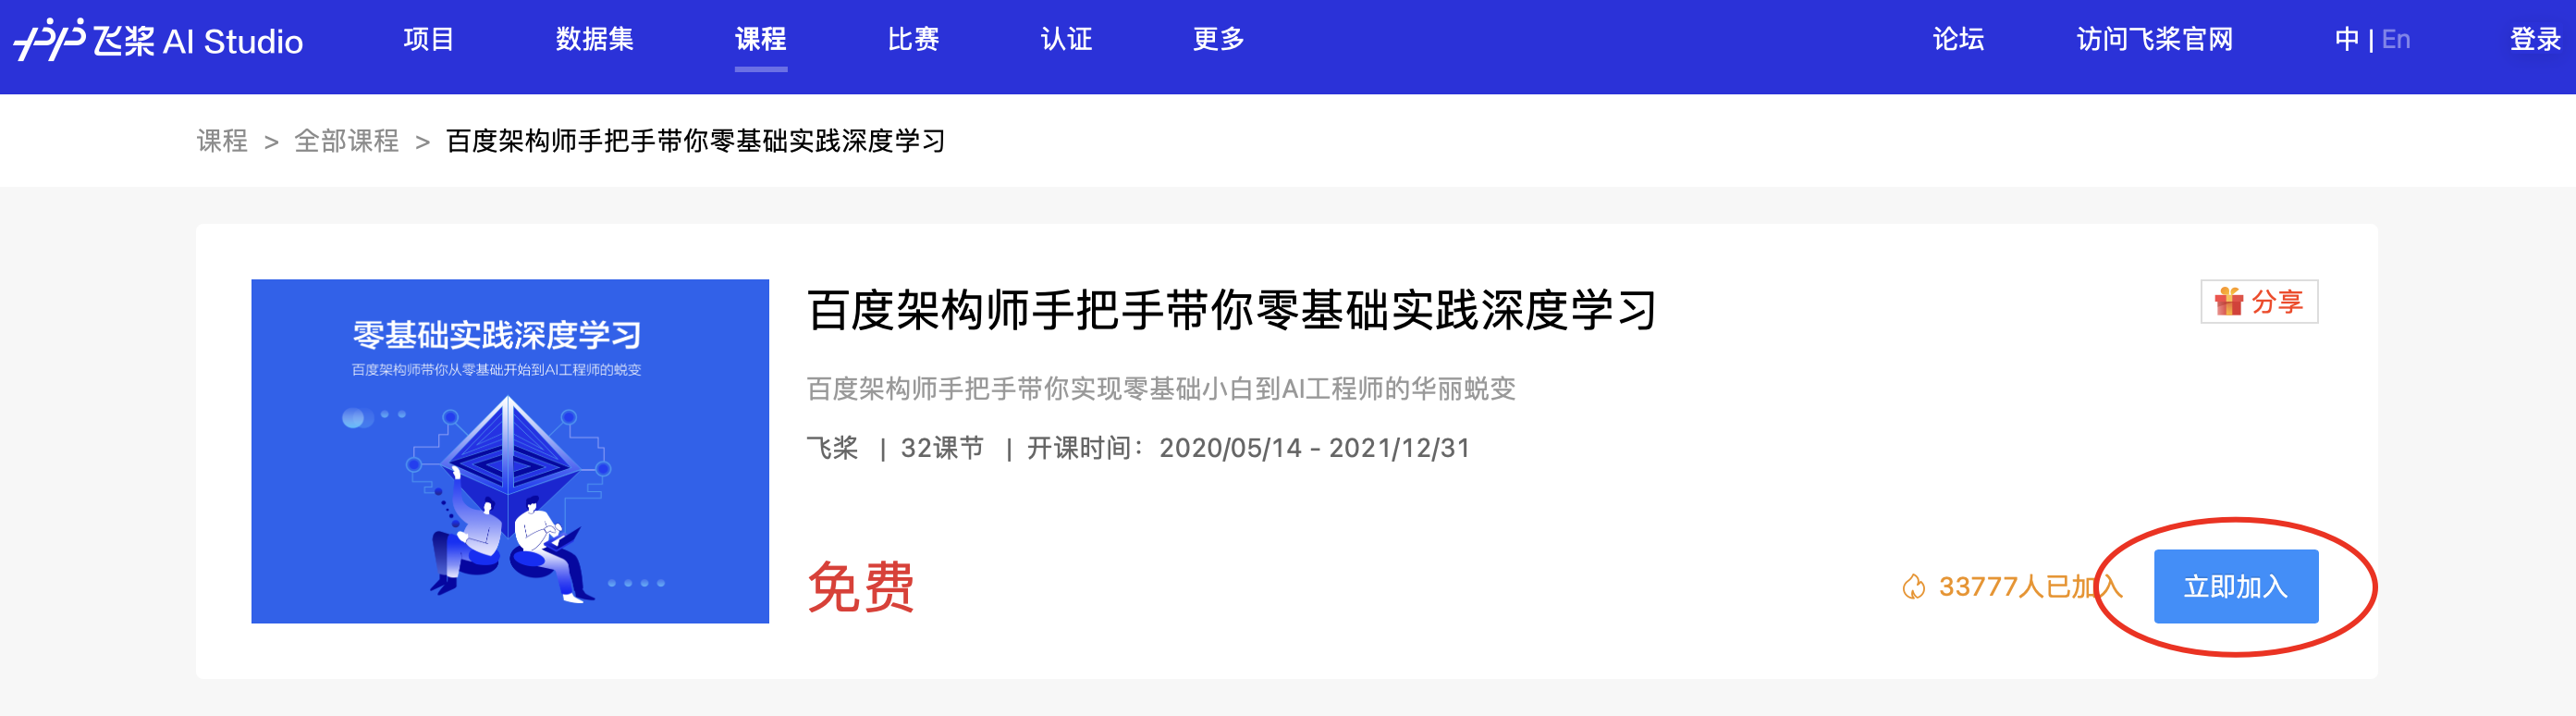 飞桨 AI Studio 项目 数据集 课程 比赛 认证 更多 论坛 访问飞桨官网 中 | En 登录
课程 > 全部课程 > 百度架构师手把手带你零基础实践深度学习
零基础实践深度学习
百度架构师带你从零基础开始到AI工程师的蜕变
百度架构师手把手带你零基础实践深度学习
分享
百度架构师手把手带你实现零基础小白到AI工程师的华丽蜕变
飞桨 | 32课节 | 开课时间：2020/05/14 - 2021/12/31
免费
33777人已加入
立即加入